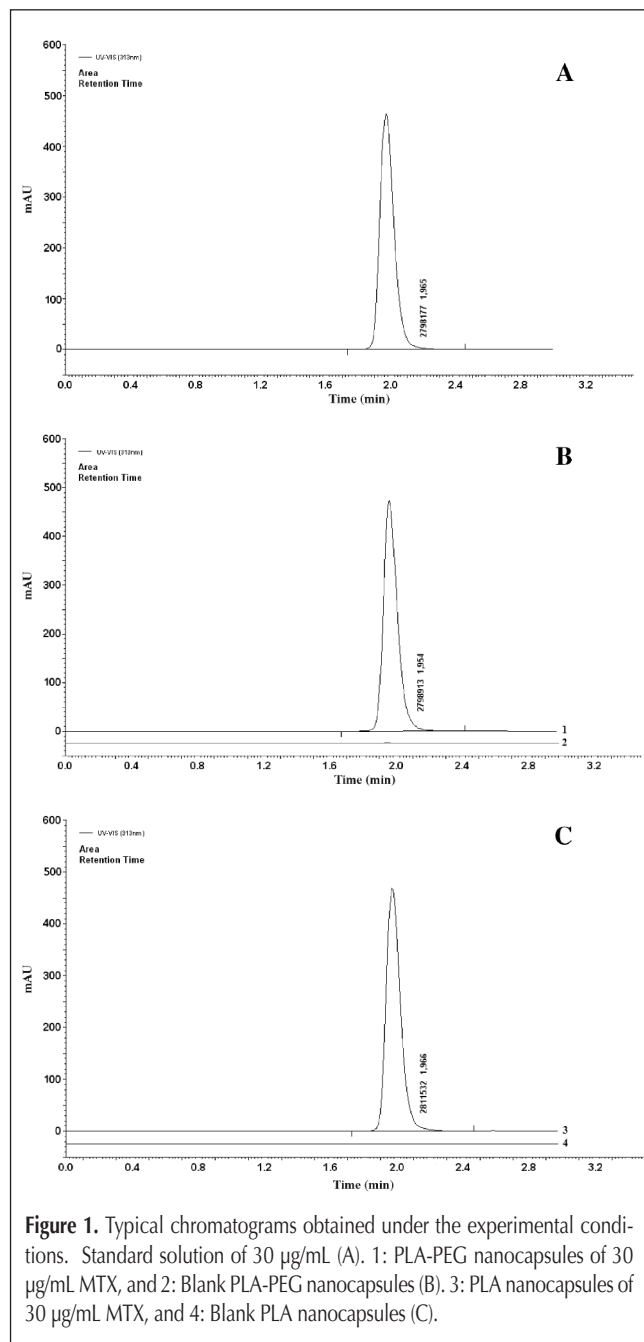 600
UV-VIS (313nm)
Area
Retention Time
A
500
400
300
mAU
200
100
0
2798177 1,965
0.0 0.4 0.8 1.2 1.6 2.0 2.4 2.8 3.2
Time (min)
600
UV-VIS (313nm)
Area
Retention Time
B
500
400
300
mAU
200
100
0
2798913 1,954
1
2
0.0 0.4 0.8 1.2 1.6 2.0 2.4 2.8 3.2
Time (min)
600
UV-VIS (313nm)
Area
Retention Time
C
500
400
300
mAU
200
100
0
2811532 1,966
3
4
0.0 0.4 0.8 1.2 1.6 2.0 2.4 2.8 3.2
Time (min)
Figure 1. Typical chromatograms obtained under the experimental condi-
tions. Standard solution of 30 µg/mL (A). 1: PLA-PEG nanocapsules of 30
µg/mL MTX, and 2: Blank PLA-PEG nanocapsules (B). 3: PLA nanocapsules of
30 µg/mL MTX, and 4: Blank PLA nanocapsules (C).